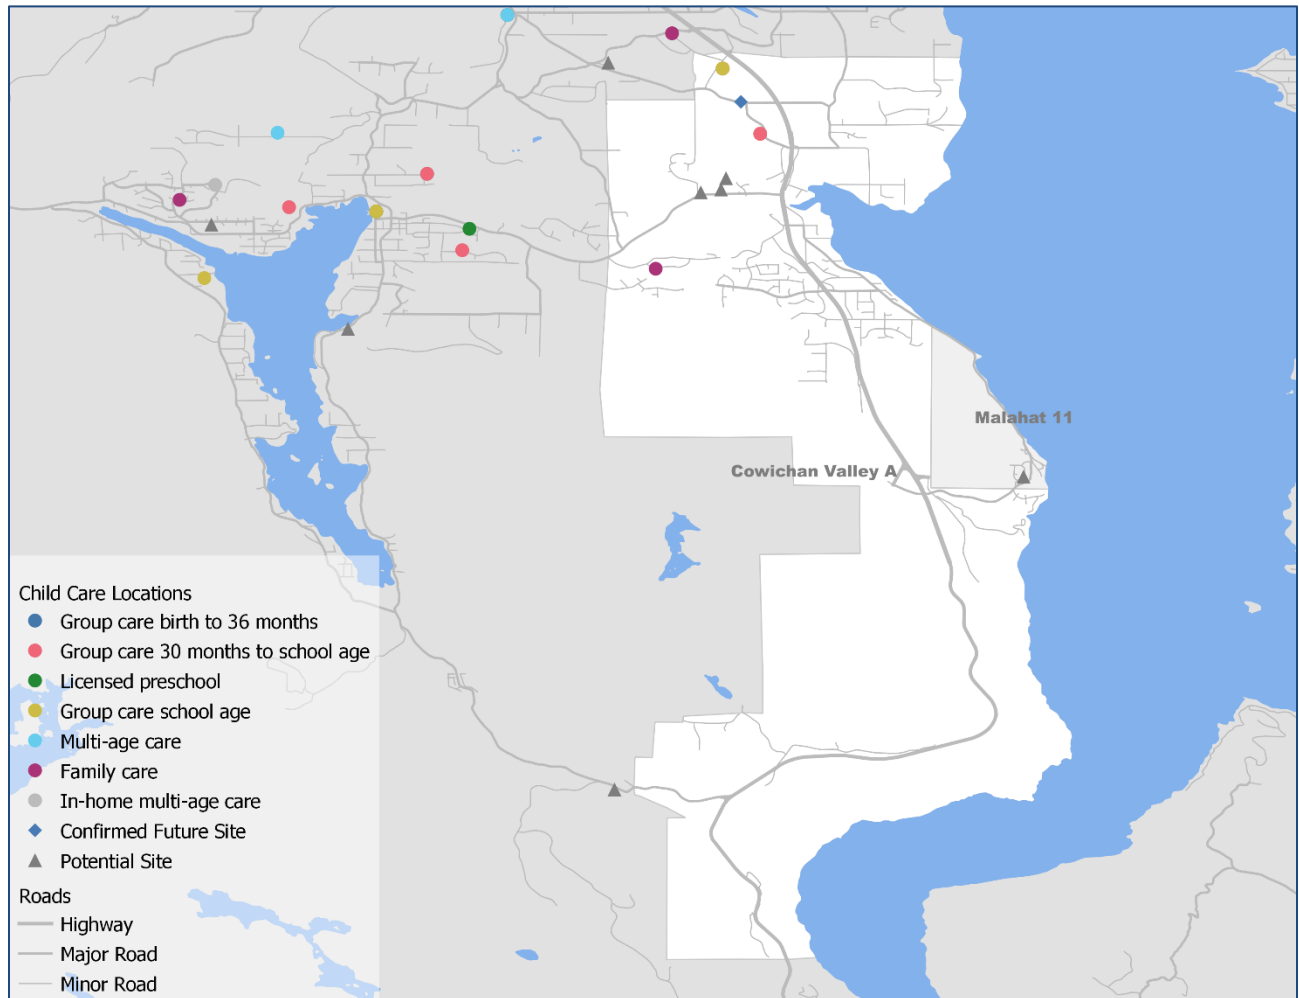 Malahat 11
Cowichan Valley A
Child Care Locations
Group care birth to 36 months
Group care 30 months to school age
Licensed preschool
Group care school age
Multi-age care
Family care
In-home multi-age care
Confirmed Future Site
Potential Site
Roads
Highway
Major Road
Minor Road